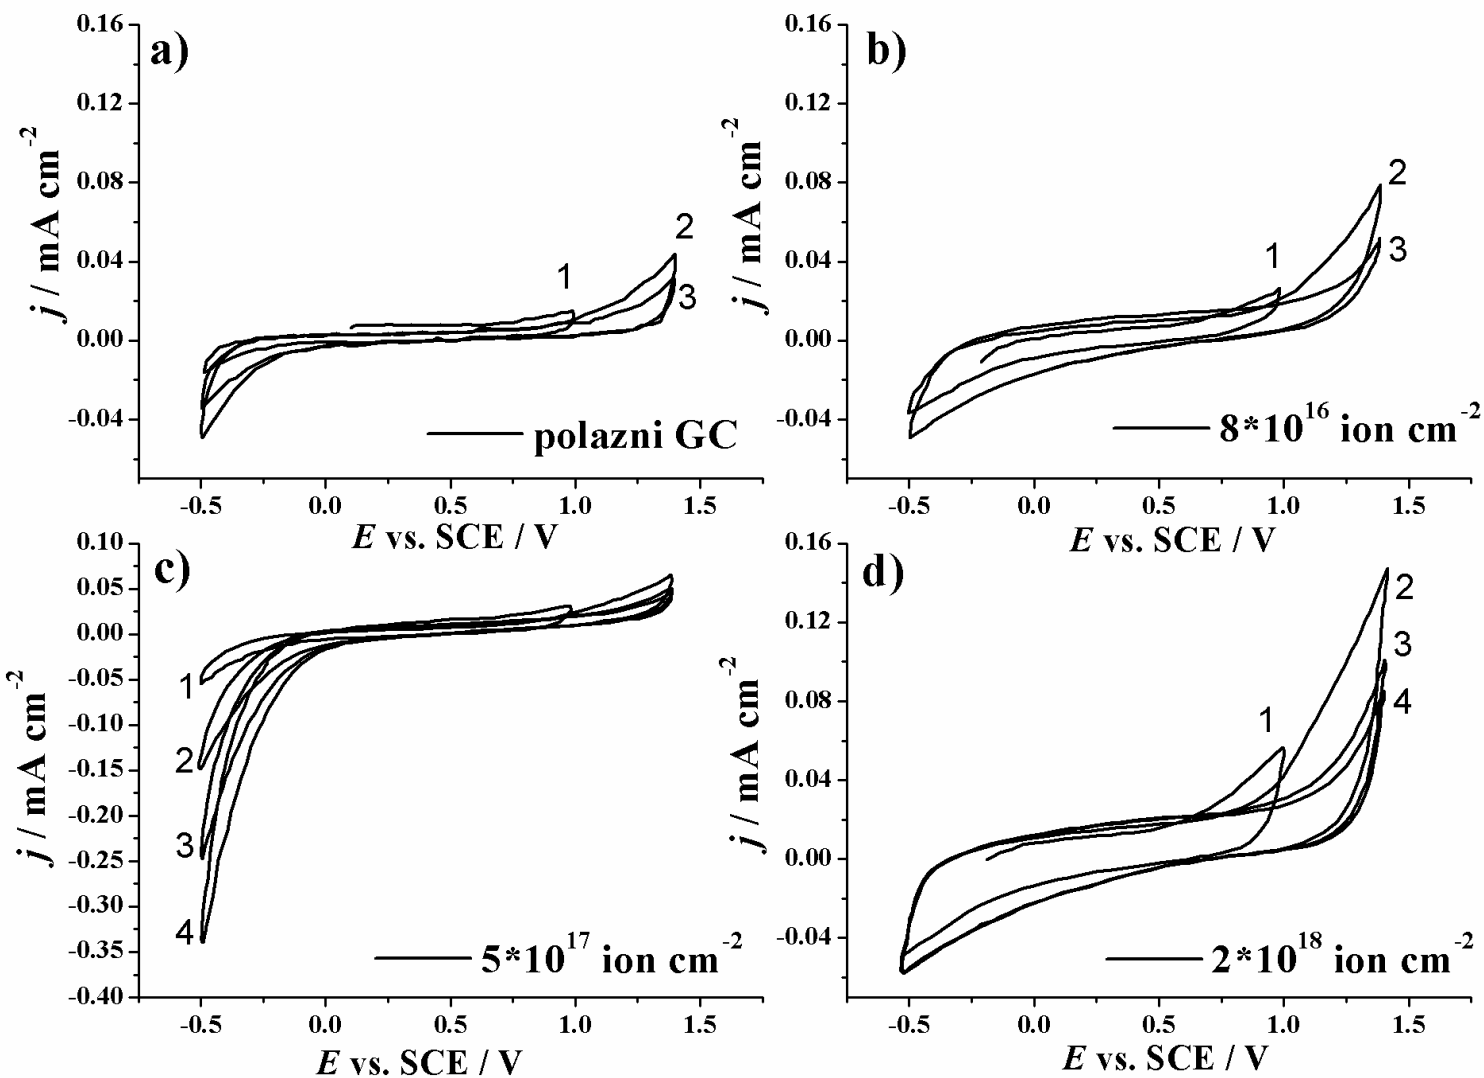 a)
0.16
0.12
0.08
0.04
0.00
-0.04
j / mA cm-2
1
2
3
polazni GC
-0.5 0.0 0.5 1.0 1.5
E vs. SCE / V
b)
0.16
0.12
0.08
0.04
0.00
-0.04
j / mA cm-2
1
2
3
8*10^16 ion cm-2
-0.5 0.0 0.5 1.0 1.5
E vs. SCE / V
c)
0.10
0.05
0.00
-0.05
-0.10
-0.15
-0.20
-0.25
-0.30
-0.35
-0.40
j / mA cm-2
1
2
3
4
5*10^17 ion cm-2
-0.5 0.0 0.5 1.0 1.5
E vs. SCE / V
d)
0.16
0.12
0.08
0.04
0.00
-0.04
j / mA cm-2
1
2
3
4
2*10^18 ion cm-2
-0.5 0.0 0.5 1.0 1.5
E vs. SCE / V